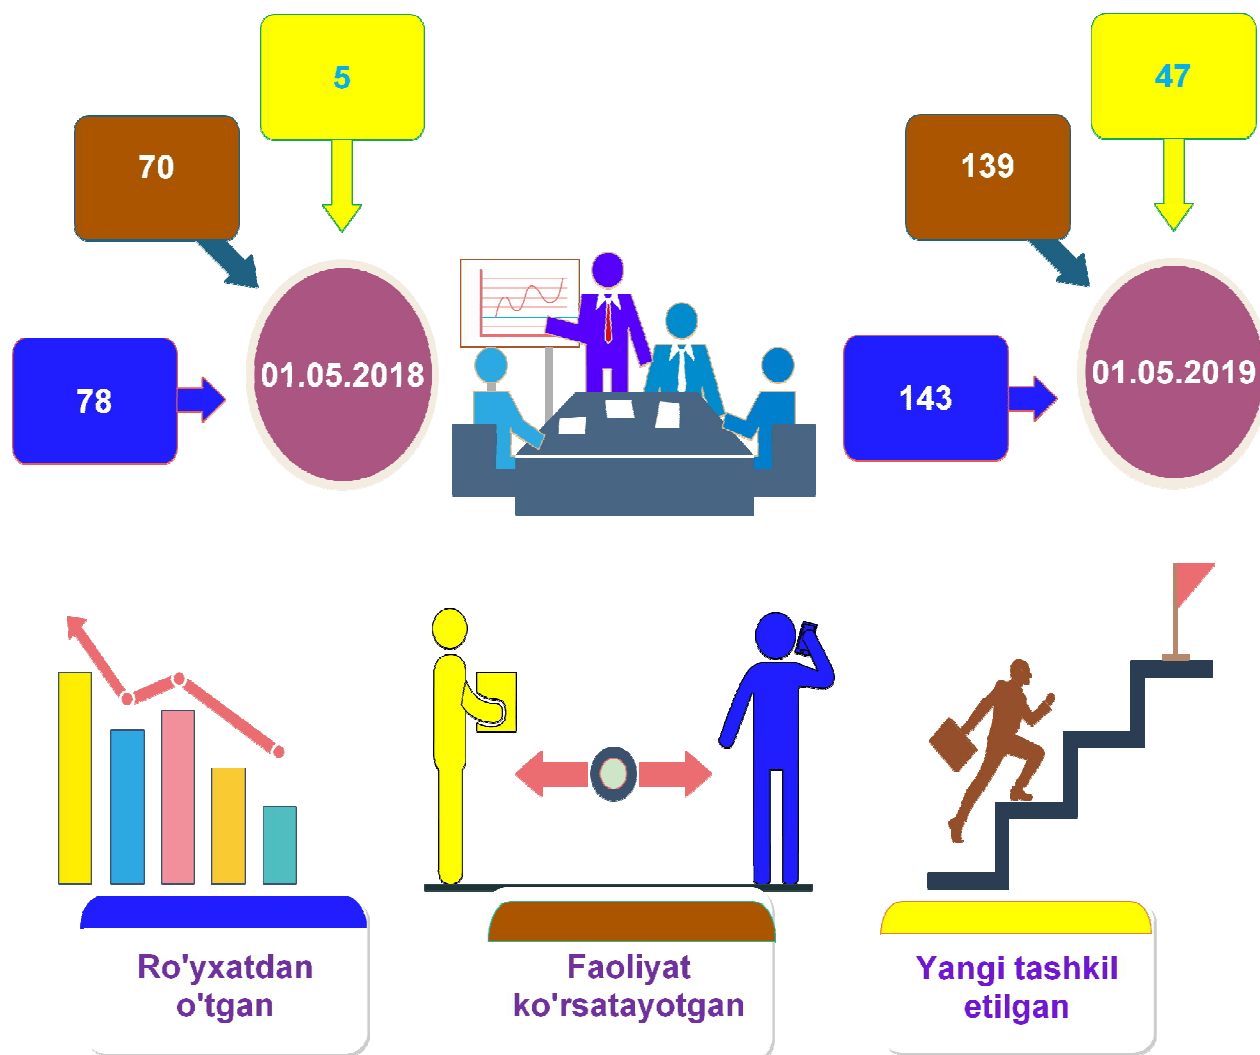 5
47
70
139
01.05.2018
01.05.2019
78
143
Ro'yxatdan
o'tgan
Faoliyat
ko'rsatayotgan
Yangi tashkil
etilgan